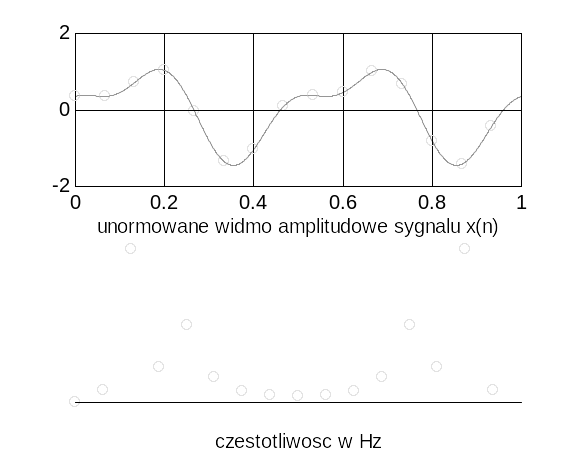 2
0
-2
0 0.2 0.4 0.6 0.8 1
unormowane widmo amplitudowe sygnalu x(n)
czestotliwosc w Hz